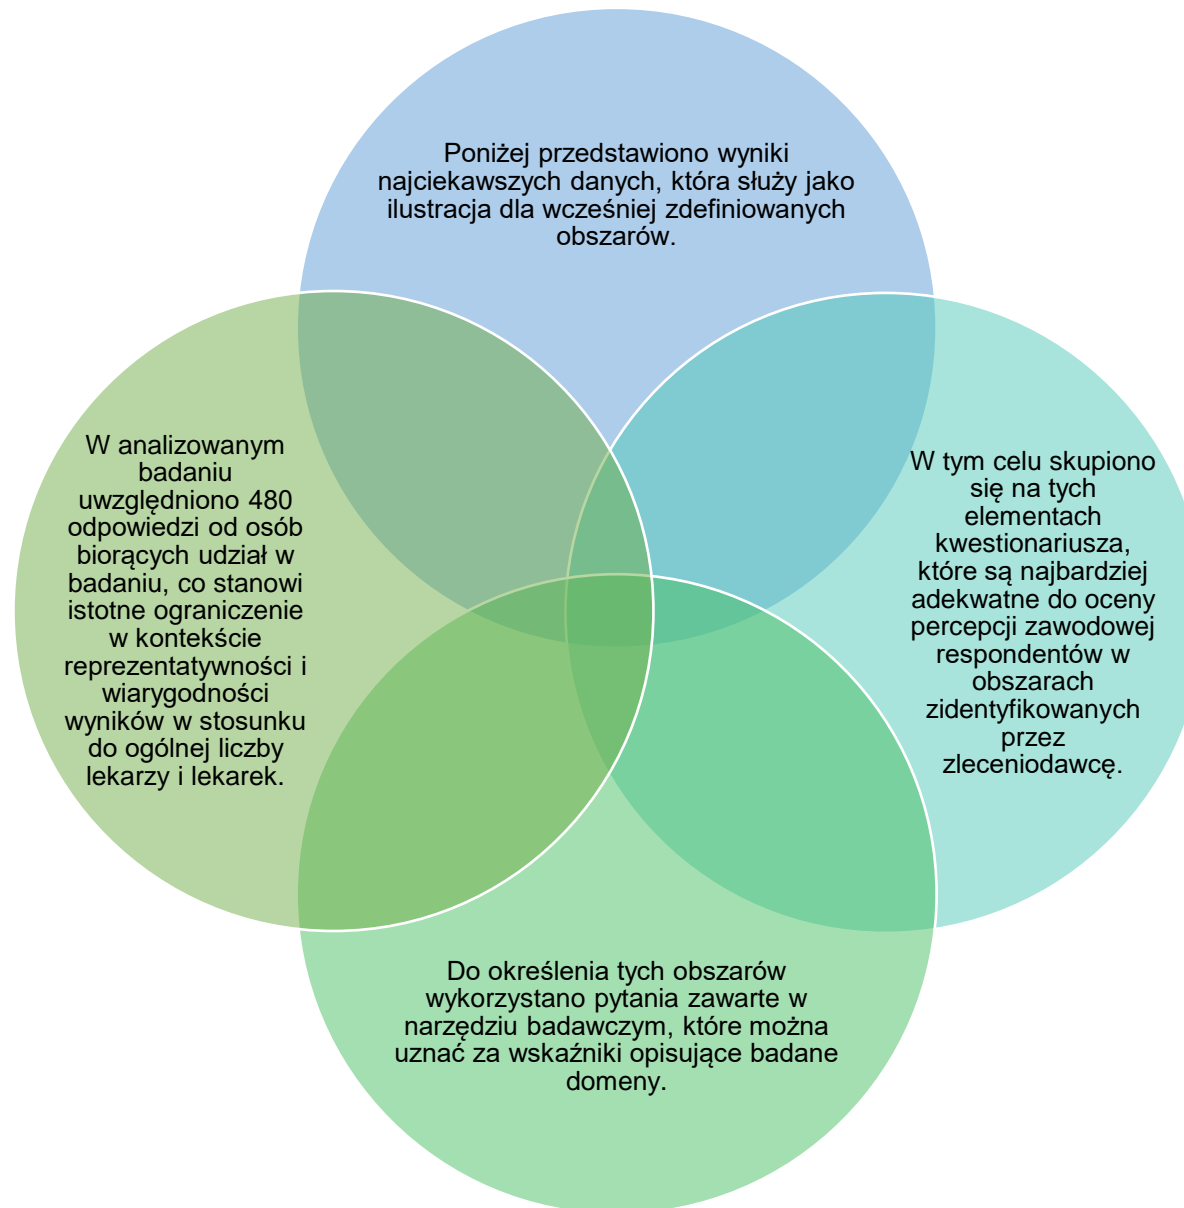 Poniżej przedstawiono wyniki
najciekawszych danych, która służy jako
ilustracja dla wcześniej zdefiniowanych
obszarów.
W analizowanym
badaniu
uwzględniono 480
odpowiedzi od osób
biorących udział w
badaniu, co stanowi
istotne ograniczenie
w kontekście
reprezentatywności i
wiarygodności
wyników w stosunku
do ogólnej liczby
lekarzy i lekarek.
W tym celu skupiono
się na tych
elementach
kwestionariusza,
które są najbardziej
adekwatne do oceny
percepcji zawodowej
respondentów w
obszarach
zidentyfikowanych
przez
zleceniodawcę.
Do określenia tych obszarów
wykorzystano pytania zawarte w
narzędziu badawczym, które można
uznać za wskaźniki opisujące badane
domeny.